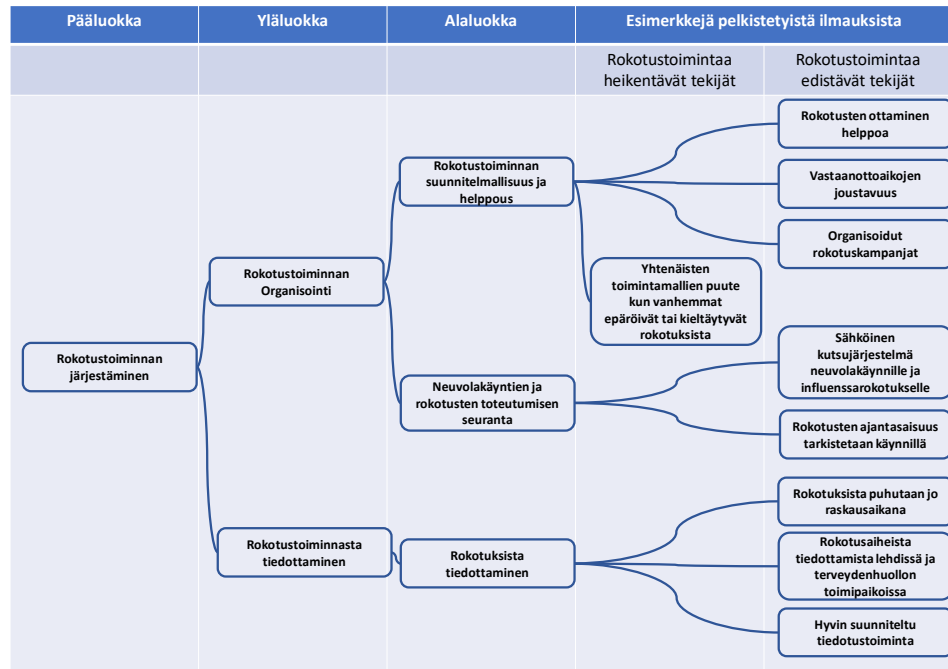 Pääluokka
Yläluokka
Alaluokka
Esimerkkejä pelkistetyistä ilmauksista
Rokotustoimintaa
heikentävät tekijät
Rokotustoimintaa
edistävät tekijät
Rokotustoiminnan
järjestäminen
Rokotustoiminnan
Organisointi
Rokotustoiminnan
suunnitelmallisuus ja
helppous
Rokotusten ottaminen
helppoa
Vastaanottoaikojen
joustavuus
Organisoidut
rokotuskampanjat
Yhtenäisten
toimintamallien puute
kun vanhemmat
epäröivät tai kieltäytyvät
rokotuksista
Neuvolakäyntien ja
rokotusten toteutumisen
seuranta
Sähköinen
kutsujärjestelmä
neuvolakäynnille ja
influenssarokotukselle
Rokotusten ajantasaisuus
tarkistetaan käynnillä
Rokotustoiminnasta
tiedottaminen
Rokotuksista
tiedottaminen
Rokotuksista puhutaan jo
raskausaikana
Rokotusaiheista
tiedottamista lehdissä ja
terveydenhuollon
toimipaikoissa
Hyvin suunniteltu
tiedotustoiminta